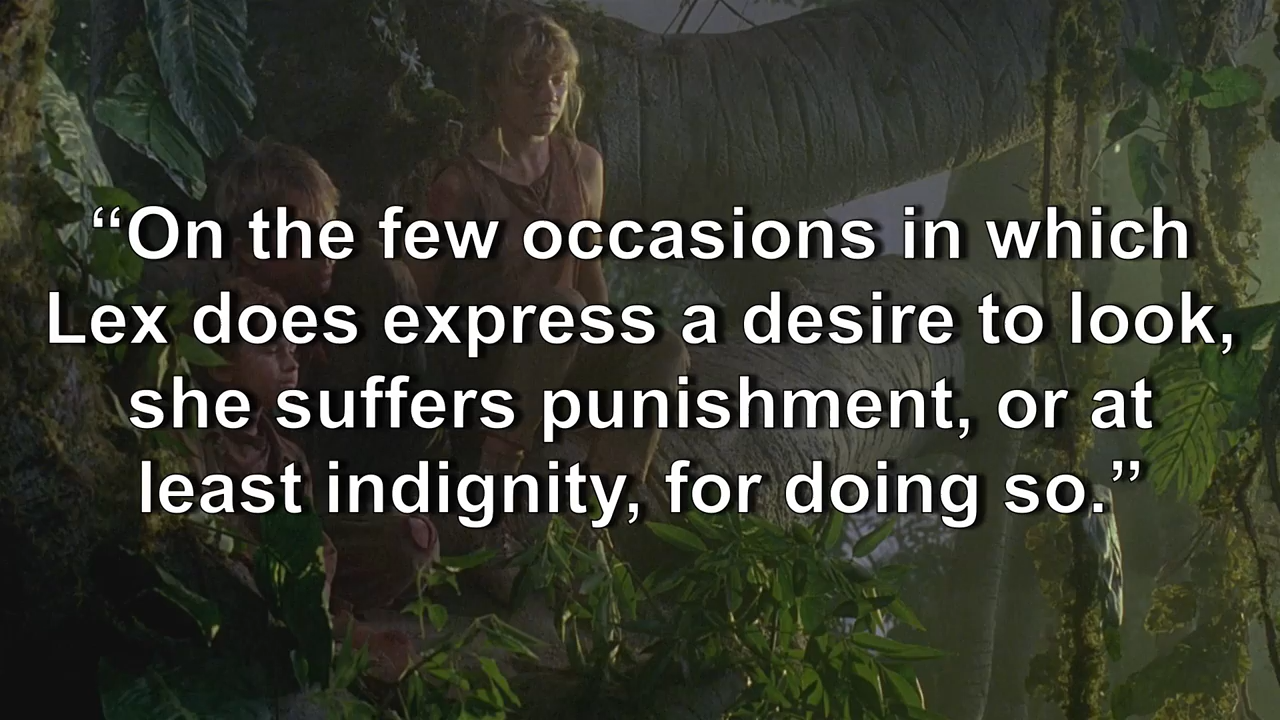 “On the few occasions in which
Lex does express a desire to look,
she suffers punishment, or at
least indignity, for doing so.”